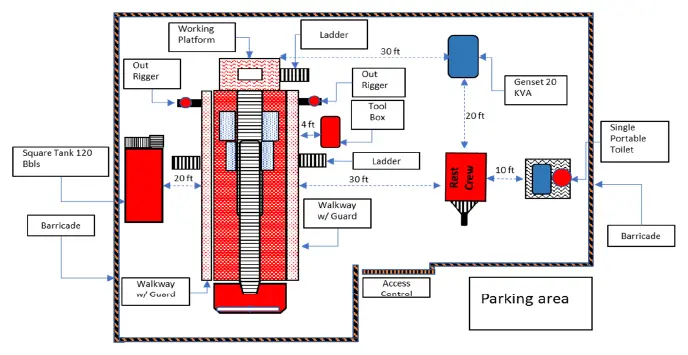 Working
Platform
Ladder
30 ft
Out
Rigger
Out
Rigger
Genset 20
KVA
Tool
Box
4 ft
20 ft
Single
Portable
Toilet
Square Tank 120
Bbls
Ladder
Rest
Crew
10 ft
20 ft
30 ft
Walkway
w/ Guard
Barricade
Barricade
Walkway
w/ Guard
Access
Control
Parking area